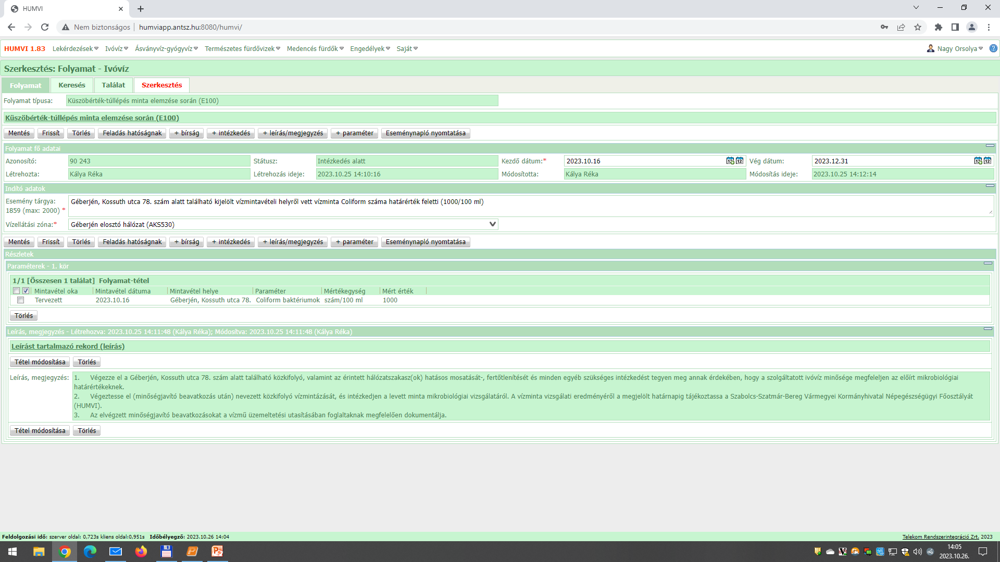 HUMVI
Nem biztonságos humviapp.antsz.hu:8080/humvi/
HUMVI 1.83 Lekérdezések Ivóvíz Ásványvíz-gyógyvíz Természetes fürdővizek Medencés fürdők Engedélyek Saját Nagy Orsolya ?
Szerkesztés: Folyamat - Ivóvíz
Folyamat Keresés Találat Szerkesztés
Folyamat típusa: Küszöbérték-túllépés minta elemzése során (E100)
Küszöbérték-túllépés minta elemzése során (E100)
Mentés Frissít Törlés Feladás hatóságnak + bírság + intézkedés + leírás/megjegyzés + paraméter Eseménynapló nyomtatása
Folyamat fő adatai
Azonosító: 90 243 Státusz: Intézkedés alatt Kezdő dátum:* 2023.10.16 12 12 Vég dátum: 2023.12.31 12 12
Létrehozta: Kálya Réka Létrehozás ideje: 2023.10.25 14:10:16 Módosította: Kálya Réka Módosítás ideje: 2023.10.25 14:12:14
Indító adatok
Esemény tárgya: Géberjén, Kossuth utca 78. szám alatt található kijelölt vízmintavételi helyről vett vízminta Coliform száma határérték feletti (1000/100 ml)
1859 (max: 2000) *
Vízellátási zóna:* Géberjén elosztó hálózat (AKS530)
Mentés Frissít Törlés Feladás hatóságnak + bírság + intézkedés + leírás/megjegyzés + paraméter Eseménynapló nyomtatása
Részletek
Paraméterek - 1. kör
1/1 [Összesen 1 találat] Folyamat-tétel
Mintavétel oka Mintavétel dátuma Mintavétel helye Paraméter Mértékegység Mért érték
Tervezett 2023.10.16 Géberjén, Kossuth utca 78. Coliform baktériumok szám/100 ml 1000
Törlés
Leírás, megjegyzés - Létrehozva: 2023.10.25 14:11:48 (Kálya Réka); Módosítva: 2023.10.25 14:11:48 (Kálya Réka)
Leírást tartalmazó rekord (leírás)
Tétel módosítása Törlés
Leírás, megjegyzés: 1. Végezze el a Géberjén, Kossuth utca 78. szám alatt található közkifolyó, valamint az érintett hálózatszakasz(ok) hatásos mosatását-, fertőtlenítését és minden egyéb szükséges intézkedést tegyen meg annak érdekében, hogy a szolgáltatott ivóvíz minősége megfeleljen az előírt mikrobiológiai
határértékeknek.
2. Végeztesse el (minőségjavító beavatkozás után) nevezett közkifolyó vízmintázását, és intézkedjen a levett minta mikrobiológiai vizsgálatáról. A vízminta vizsgálati eredményéről a megjelölt határnapig tájékoztassa a Szabolcs-Szatmár-Bereg Vármegyei Kormányhivatal Népegészségügyi Főosztályát
(HUMVI).
3. Az elvégzett minőségjavító beavatkozásokat a vízmű üzemeltetési utasításában foglaltaknak megfelelően dokumentálja.
Tétel módosítása Törlés
Feldolgozási idő: szerver oldal: 0,723s kliens oldal:0,951s Időbélyegző: 2023.10.26 14:04 Telekom Rendszerintegráció Zrt. 2023
14:05
2023.10.26.